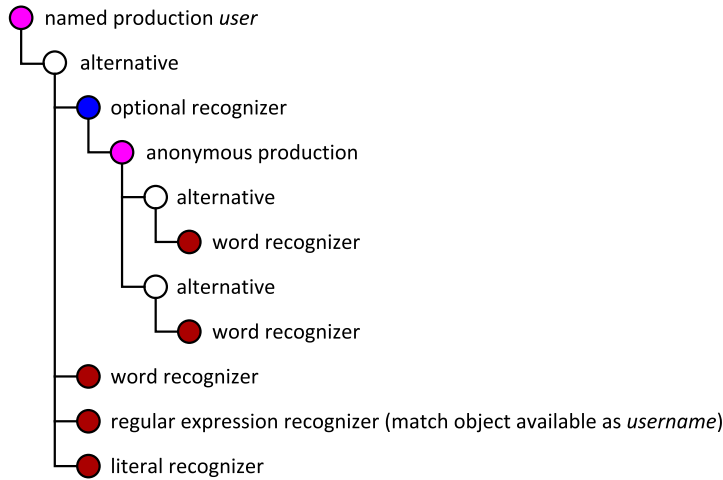 named production user
alternative
optional recognizer
anonymous production
alternative
word recognizer
alternative
word recognizer
word recognizer
regular expression recognizer (match object available as username)
literal recognizer